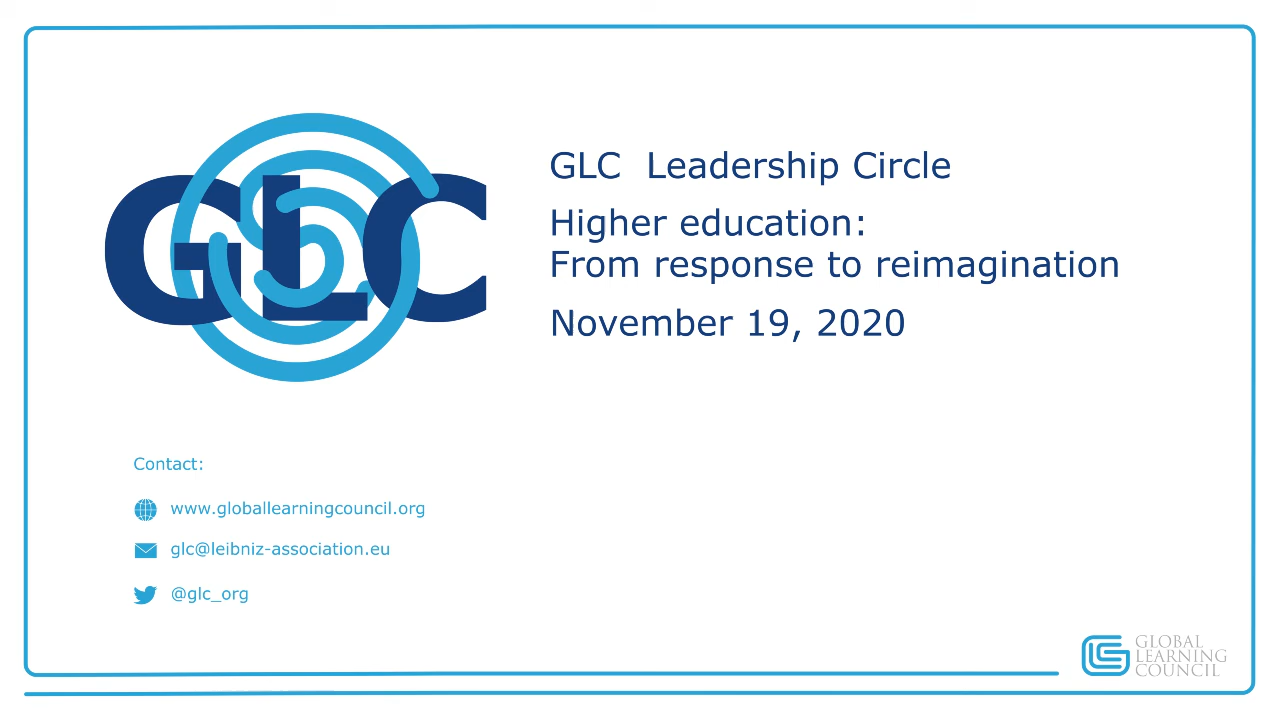 GLC
GLC  Leadership Circle
Higher education:
From response to reimagination
November 19, 2020
Contact:
www.globallearningcouncil.org
glc@leibniz-association.eu
@glc_org
GLOBAL
LEARNING
COUNCIL